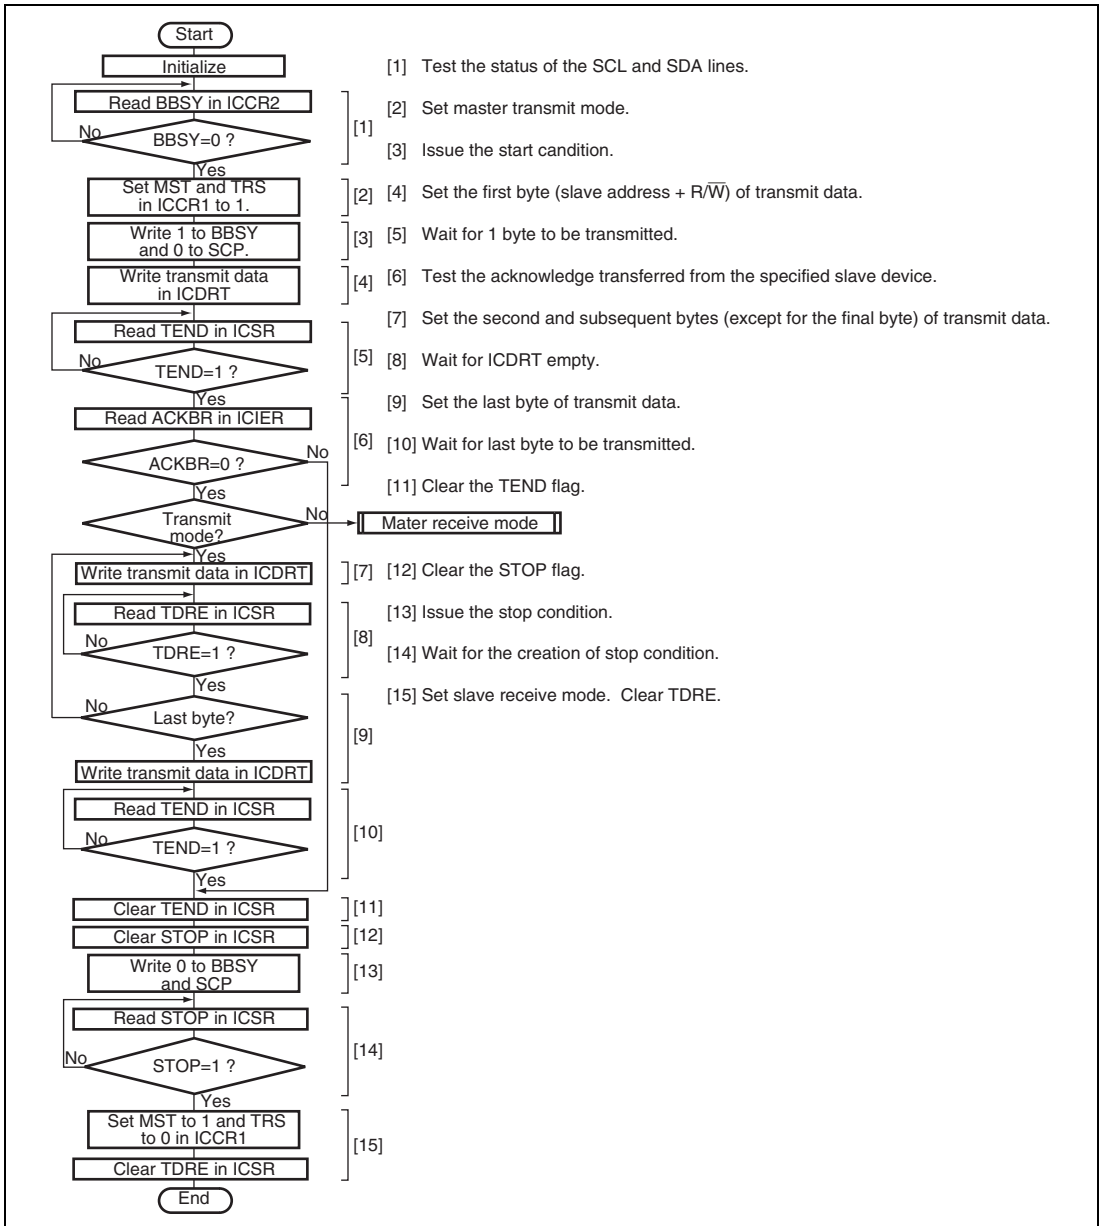 Start
Initialize
Read BBSY in ICCR2
No
BBSY=0 ?
Yes
[1]
Set MST and TRS
in ICCR1 to 1.
[2]
Write 1 to BBSY
and 0 to SCP.
[3]
Write transmit data
in ICDRT
[4]
Read TEND in ICSR
No
TEND=1 ?
Yes
[5]
Read ACKBR in ICIER
ACKBR=0 ?
No
Yes
[6]
Transmit
mode?
No
Mater receive mode
Yes
Write transmit data in ICDRT
[7]
Read TDRE in ICSR
No
TDRE=1 ?
Yes
[8]
No
Last byte?
Yes
Write transmit data in ICDRT
[9]
Read TEND in ICSR
No
TEND=1 ?
Yes
[10]
Clear TEND in ICSR
[11]
Clear STOP in ICSR
[12]
Write 0 to BBSY
and SCP
[13]
Read STOP in ICSR
No
STOP=1 ?
Yes
[14]
Set MST to 1 and TRS
to 0 in ICCR1
Clear TDRE in ICSR
[15]
End
[1] Test the status of the SCL and SDA lines.
[2] Set master transmit mode.
[3] Issue the start candition.
[4] Set the first byte (slave address + R/W̅) of transmit data.
[5] Wait for 1 byte to be transmitted.
[6] Test the acknowledge transferred from the specified slave device.
[7] Set the second and subsequent bytes (except for the final byte) of transmit data.
[8] Wait for ICDRT empty.
[9] Set the last byte of transmit data.
[10] Wait for last byte to be transmitted.
[11] Clear the TEND flag.
[12] Clear the STOP flag.
[13] Issue the stop condition.
[14] Wait for the creation of stop condition.
[15] Set slave receive mode. Clear TDRE.